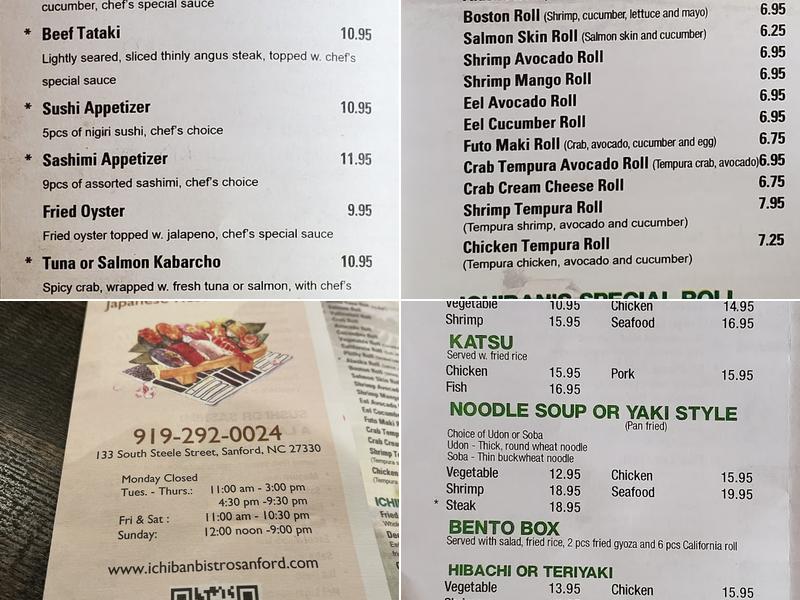 cucumber, chef's special sauce
* Beef Tataki 10.95
Lightly seared, sliced thinly angus steak, topped w. chef's
special sauce
* Sushi Appetizer 10.95
5pcs of nigiri sushi, chef's choice
* Sashimi Appetizer 11.95
9pcs of assorted sashimi, chef's choice
Fried Oyster 9.95
Fried oyster topped w. jalapeno, chef's special sauce
* Tuna or Salmon Kabarcho 10.95
Spicy crab, wrapped w. fresh tuna or salmon, with chef's
Boston Roll (Shrimp, cucumber, lettuce and mayo) 6.95
Salmon Skin Roll (Salmon skin and cucumber) 6.25
Shrimp Avocado Roll 6.95
Shrimp Mango Roll 6.95
Eel Avocado Roll 6.95
Eel Cucumber Roll 6.95
Futo Maki Roll (Crab, avocado, cucumber and egg) 6.75
Crab Tempura Avocado Roll (Tempura crab, avocado) 6.95
Crab Cream Cheese Roll 6.75
Shrimp Tempura Roll 7.95
(Tempura shrimp, avocado and cucumber)
Chicken Tempura Roll 7.25
(Tempura chicken, avocado and cucumber)
ICHIBAN'S SPECIAL ROLL
Japanese
919-292-0024
133 South Steele Street, Sanford, NC 27330
Monday Closed
Tues. - Thurs.: 11:00 am - 3:00 pm
4:30 pm -9:30 pm
Fri & Sat : 11:00 am - 10:30 pm
Sunday: 12:00 noon -9:00 pm
www.ichibanbistrosanford.com
Vegetable 10.95 Chicken 14.95
Shrimp 15.95 Seafood 16.95
KATSU
Served w. fried rice
Chicken 15.95 Pork 15.95
Fish 16.95
NOODLE SOUP OR YAKI STYLE
(Pan fried)
Choice of Udon or Soba
Udon - Thick, round wheat noodle
Soba - Thin buckwheat noodle
Vegetable 12.95 Chicken 15.95
Shrimp 18.95 Seafood 19.95
* Steak 18.95
BENTO BOX
Served with salad, fried rice, 2 pcs fried gyoza and 6 pcs California roll
HIBACHI OR TERIYAKI
Vegetable 13.95 Chicken 15.95